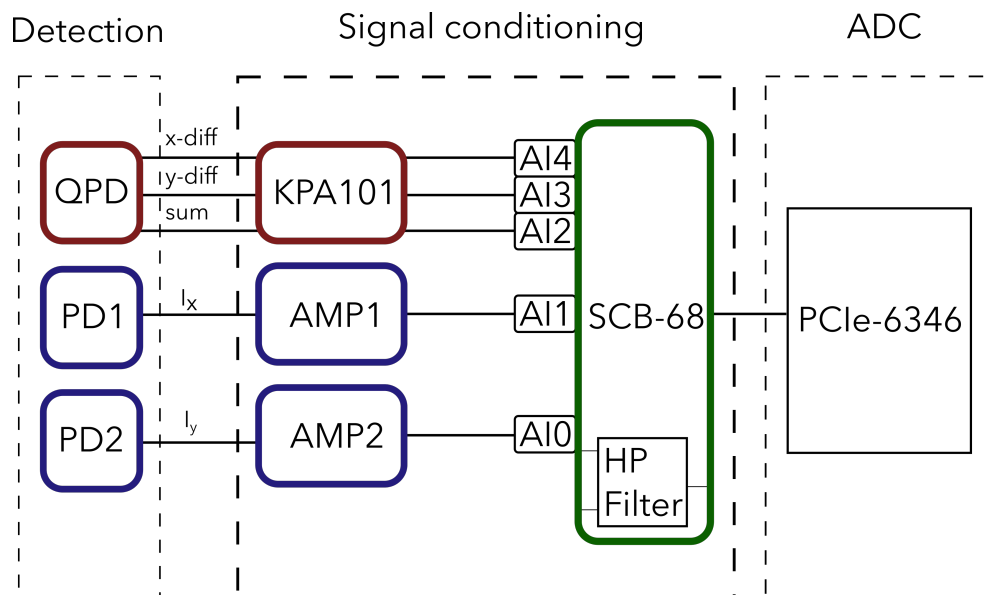 Detection
Signal conditioning
ADC
x-diff
y-diff
sum
QPD
KPA101
AI4
AI3
AI2
PD1
Ix
AMP1
AI1
SCB-68
PCIe-6346
PD2
Iy
AMP2
AI0
HP
Filter